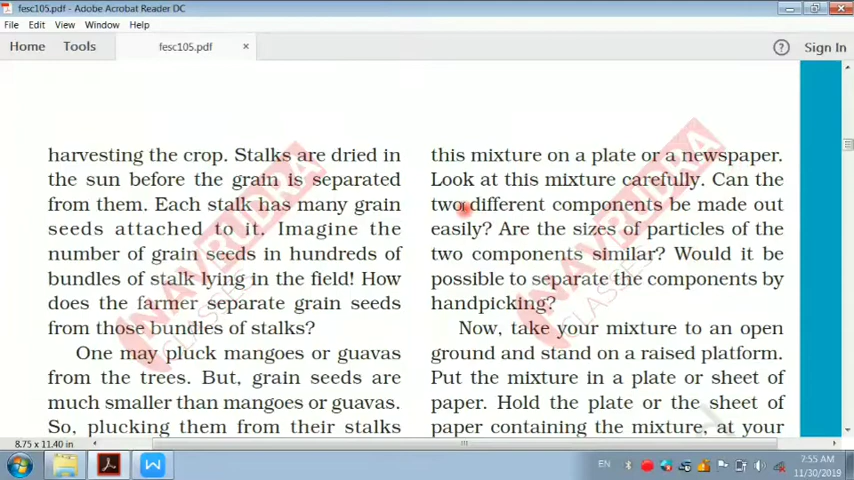 fesc105.pdf - Adobe Acrobat Reader DC
File Edit View Window Help
Home Tools fesc105.pdf × ? Sign In
harvesting the crop. Stalks are dried in
the sun before the grain is separated
from them. Each stalk has many grain
seeds attached to it. Imagine the
number of grain seeds in hundreds of
bundles of stalk lying in the field! How
does the farmer separate grain seeds
from those bundles of stalks?
One may pluck mangoes or guavas
from the trees. But, grain seeds are
much smaller than mangoes or guavas.
So, plucking them from their stalks
this mixture on a plate or a newspaper.
Look at this mixture carefully. Can the
two different components be made out
easily? Are the sizes of particles of the
two components similar? Would it be
possible to separate the components by
handpicking?
Now, take your mixture to an open
ground and stand on a raised platform.
Put the mixture in a plate or sheet of
paper. Hold the plate or the sheet of
paper containing the mixture, at your
NAVRUDRA
CLASSES
NAVRUDRA
CLASSES
8.75 x 11.40 in
EN
7:55 AM
11/30/2019